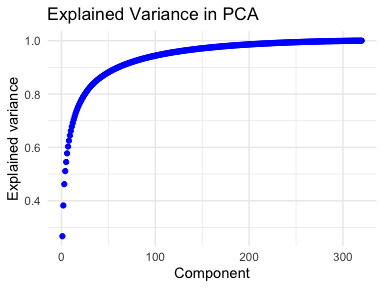 Explained Variance in PCA
Explained variance
1.0
0.8
0.6
0.4
0 100 200 300
Component